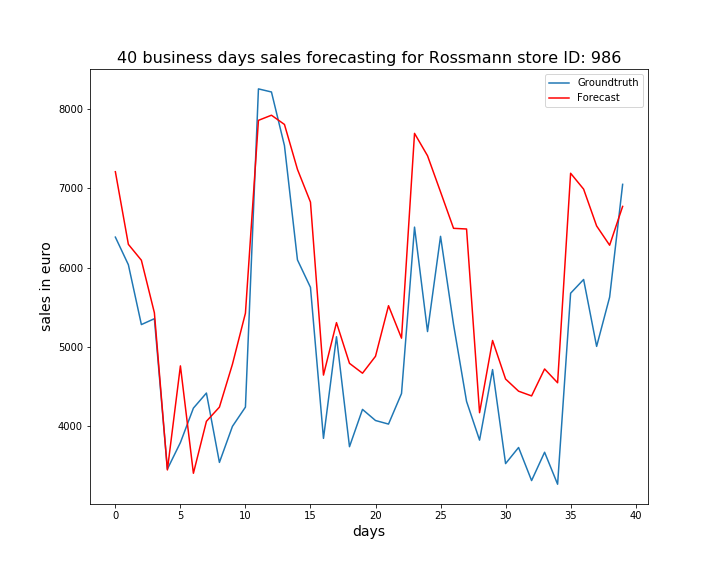 40 business days sales forecasting for Rossmann store ID: 986
Groundtruth
Forecast
8000
7000
6000
5000
4000
sales in euro
0 5 10 15 20 25 30 35 40
days